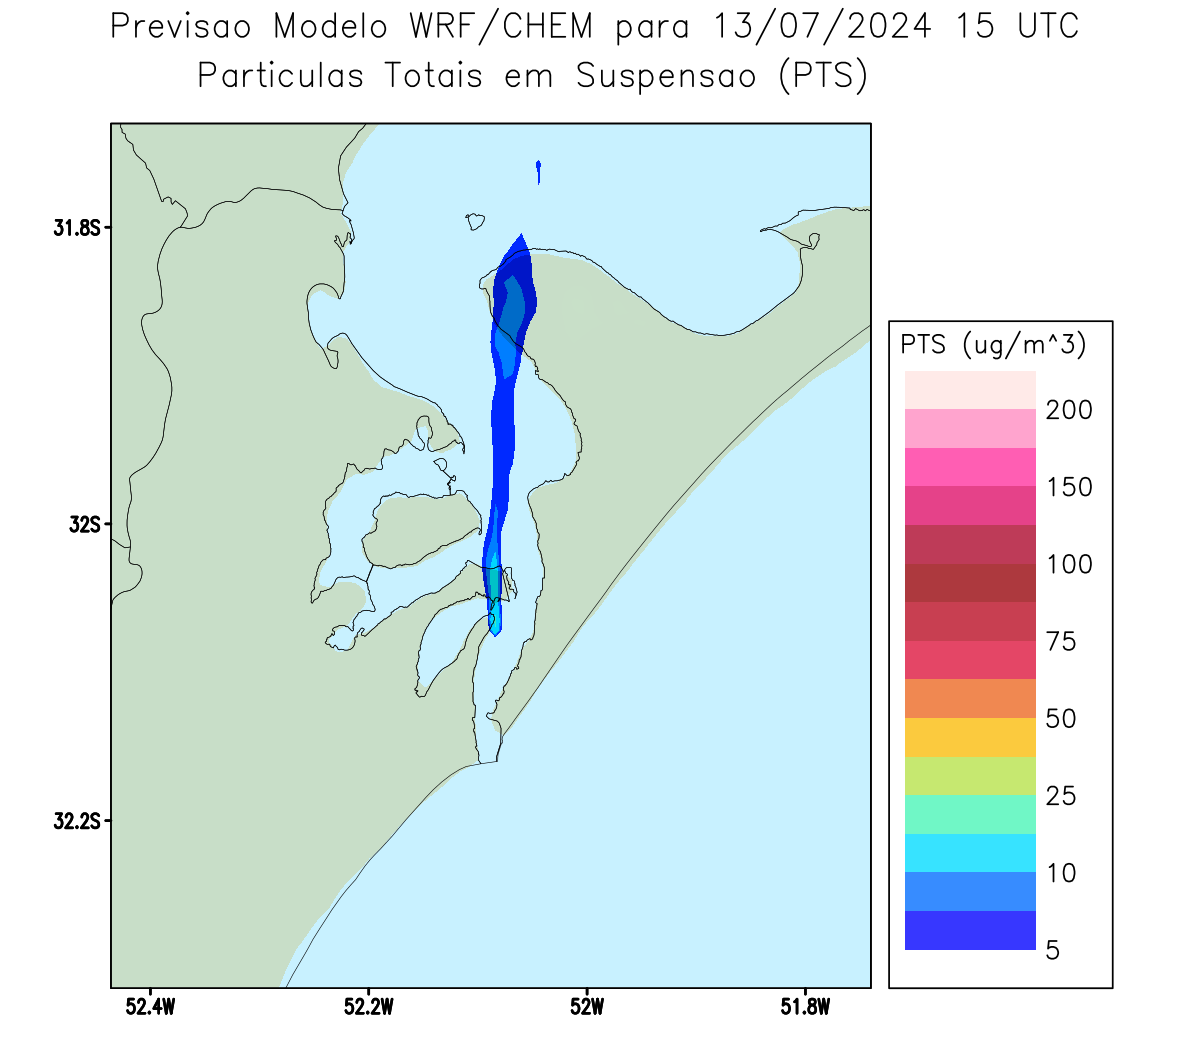 Previsao Modelo WRF/CHEM para 13/07/2024 15 UTC
Particulas Totais em Suspensao (PTS)
31.8S
32S
32.2S
52.4W
52.2W
52W
51.8W
PTS (ug/m^3)
200
150
100
75
50
25
10
5